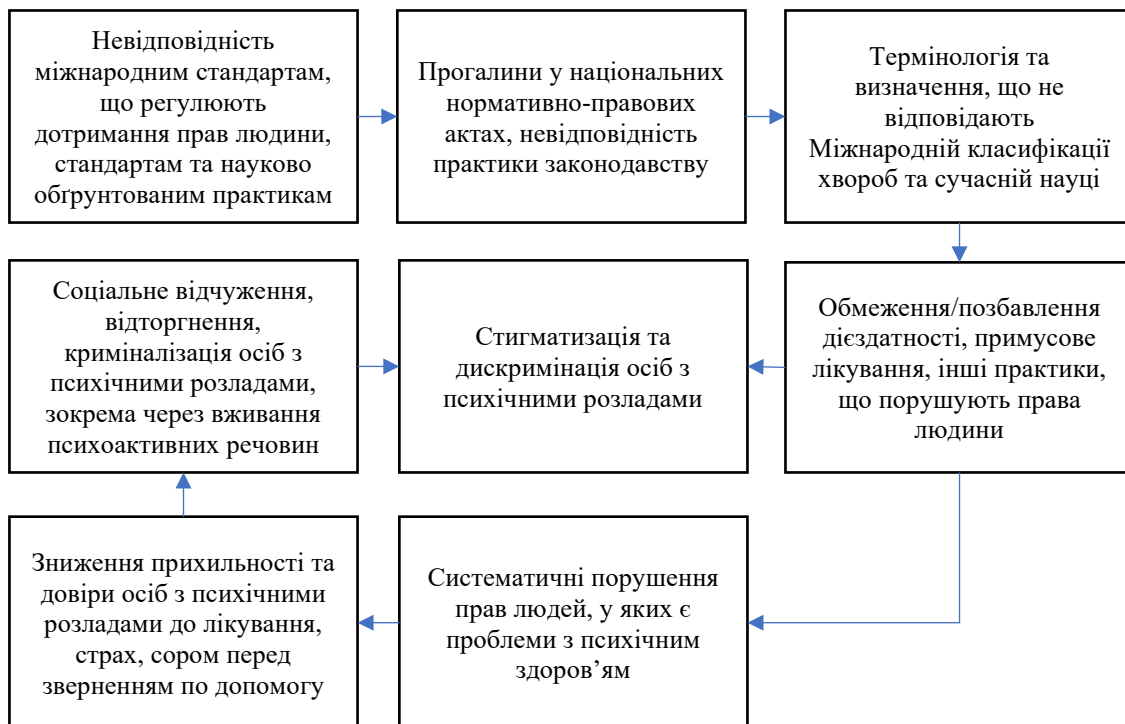 Невідповідність
міжнародним стандартам,
що регулюють
дотримання прав людини,
стандартам та науково
обґрунтованим практикам
Прогалини у національних
нормативно-правових
актах, невідповідність
практики законодавству
Термінологія та
визначення, що не
відповідають
Міжнародній класифікації
хвороб та сучасній науці
Соціальне відчуження,
відторгнення,
криміналізація осіб з
психічними розладами,
зокрема через вживання
психоактивних речовин
Стигматизація та
дискримінація осіб з
психічними розладами
Обмеження/позбавлення
дієздатності, примусове
лікування, інші практики,
що порушують права
людини
Зниження прихильності та
довіри осіб з психічними
розладами до лікування,
страх, сором перед
зверненням по допомогу
Систематичні порушення
прав людей, у яких є
проблеми з психічним
здоров’ям